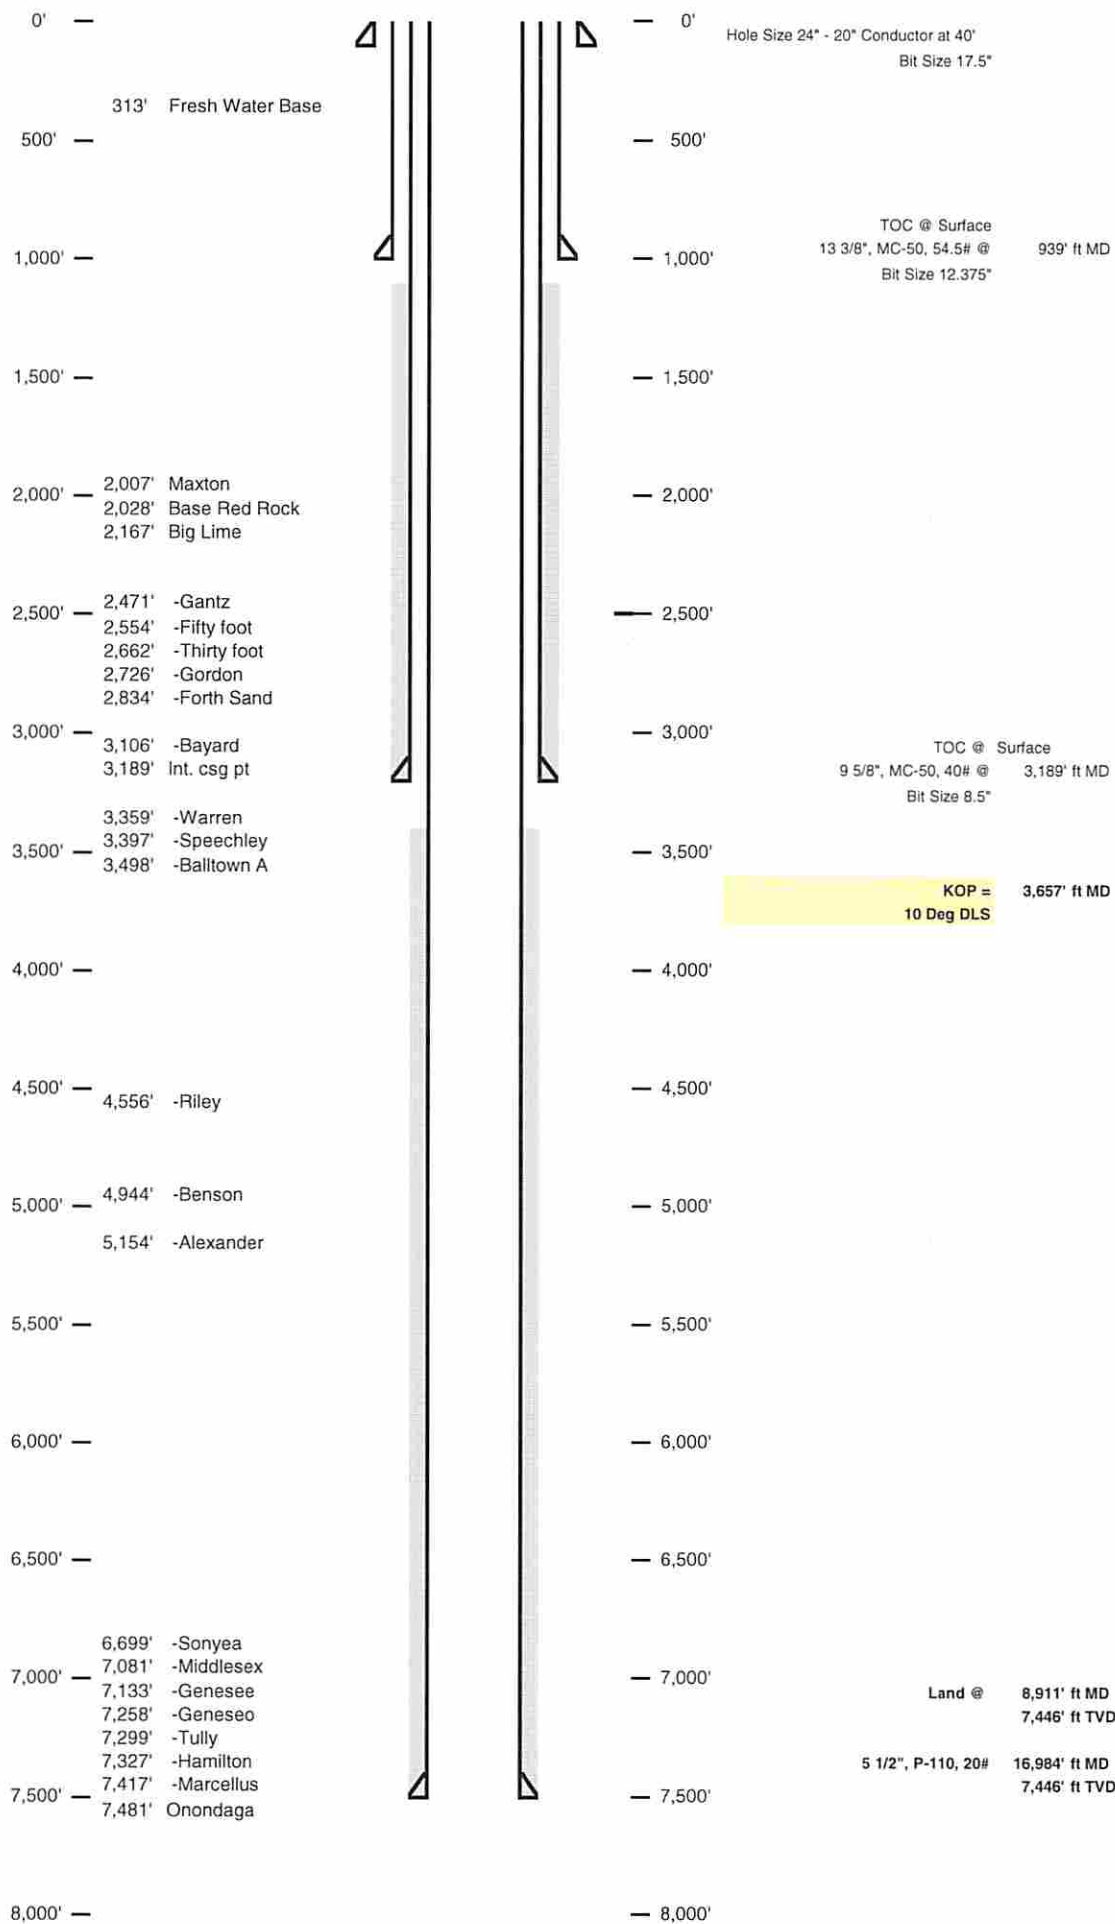 0' 0'
Hole Size 24" - 20" Conductor at 40'
Bit Size 17.5"
313' Fresh Water Base
500' 500'
TOC @ Surface
13 3/8", MC-50, 54.5# @ 939' ft MD
1,000' 1,000'
Bit Size 12.375"
1,500' 1,500'
2,007' Maxton
2,000' 2,000'
2,028' Base Red Rock
2,167' Big Lime
2,471' -Gantz
2,500' 2,500'
2,554' -Fifty foot
2,662' -Thirty foot
2,726' -Gordon
2,834' -Forth Sand
3,000' 3,000'
3,106' -Bayard TOC @ Surface
3,189' Int. csg pt 9 5/8", MC-50, 40# @ 3,189' ft MD
Bit Size 8.5"
3,359' -Warren
3,397' -Speechley
3,500' 3,500'
3,498' -Balltown A
KOP = 3,657' ft MD
10 Deg DLS
4,000' 4,000'
4,500' 4,500'
4,556' -Riley
4,944' -Benson
5,000' 5,000'
5,154' -Alexander
5,500' 5,500'
6,000' 6,000'
6,500' 6,500'
6,699' -Sonyea
7,081' -Middlesex
7,000' 7,000'
7,133' -Genesee Land @ 8,911' ft MD
7,258' -Geneseo 7,446' ft TVD
7,299' -Tully
7,327' -Hamilton 5 1/2", P-110, 20# 16,984' ft MD
7,417' -Marcellus 7,446' ft TVD
7,500' 7,500'
7,481' Onondaga
8,000' 8,000'